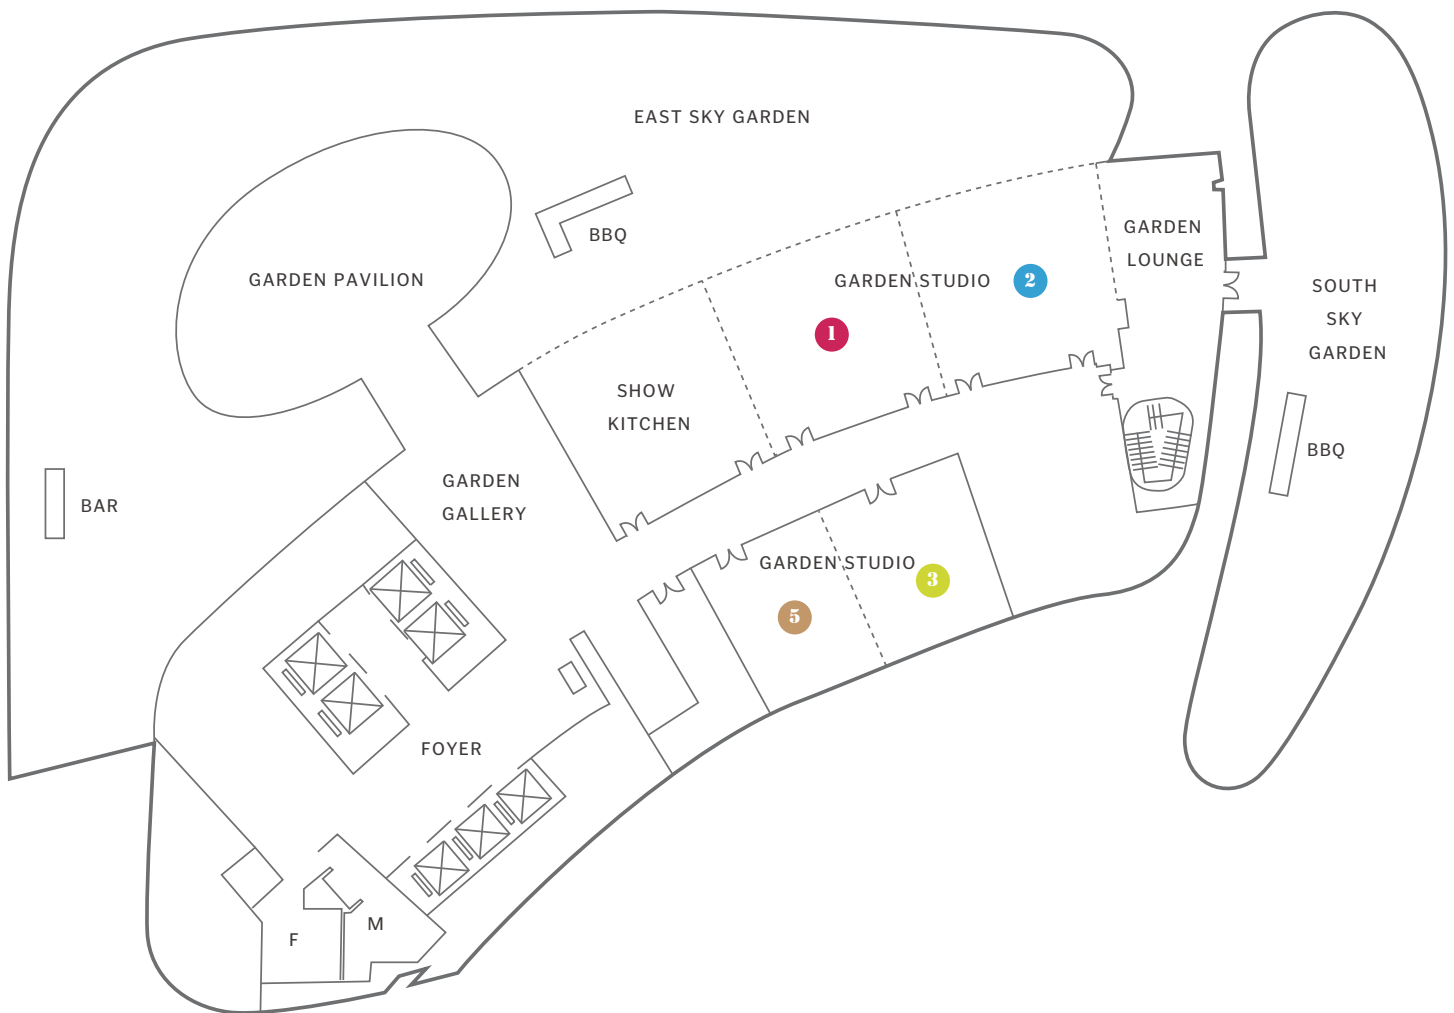 EAST SKY GARDEN
BBQ
GARDEN PAVILION
GARDEN
LOUNGE
GARDEN STUDIO
2
1
SOUTH
SKY
GARDEN
SHOW
KITCHEN
BBQ
GARDEN
GALLERY
BAR
GARDEN STUDIO
3
5
FOYER
M
F